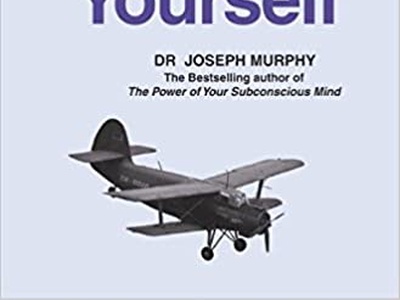 Yourself
DR JOSEPH MURPHY
The Bestselling author of
The Power of Your Subconscious Mind